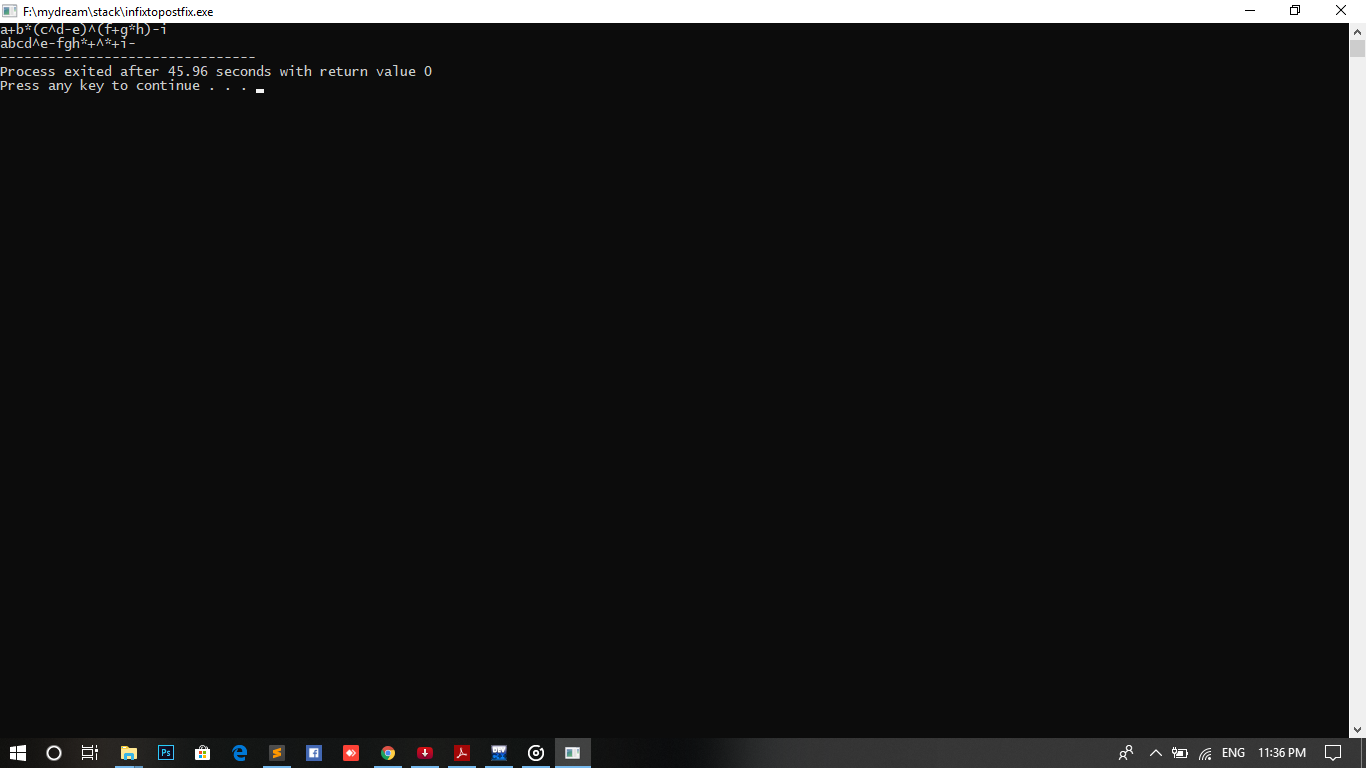 F:\mydream\stack\infixtopostfix.exe
a+b*(c^d-e)^(f+g*h)-i
abcd^e-fgh*+^*+i-
--------------------------------
Process exited after 45.96 seconds with return value 0
Press any key to continue . . .
Ps
DEV
ENG
11:36 PM